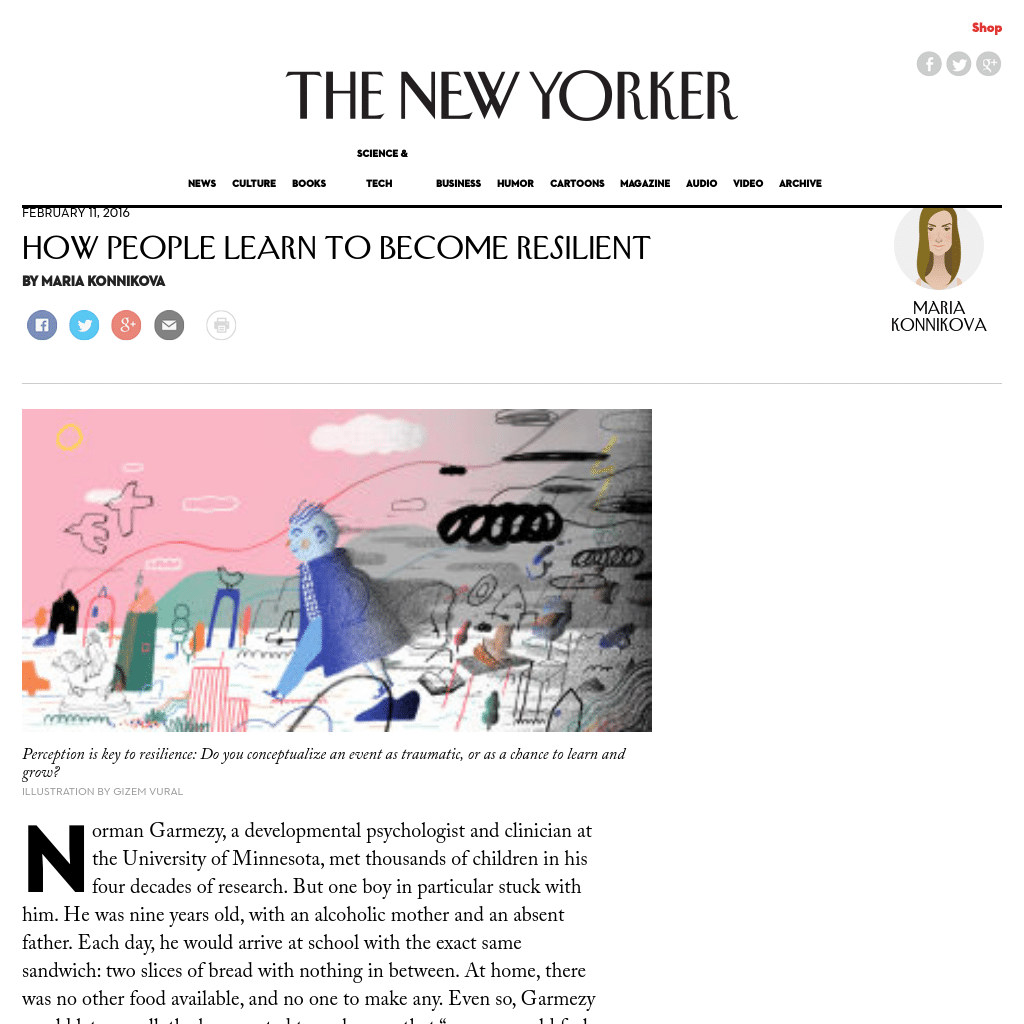 Shop
THE NEW YORKER
SCIENCE &
NEWS CULTURE BOOKS TECH BUSINESS HUMOR CARTOONS MAGAZINE AUDIO VIDEO ARCHIVE
FEBRUARY 11, 2016
HOW PEOPLE LEARN TO BECOME RESILIENT
BY MARIA KONNIKOVA
MARIA
KONNIKOVA
Perception is key to resilience: Do you conceptualize an event as traumatic, or as a chance to learn and
grow?
ILLUSTRATION BY GIZEM VURAL
Norman Garmezy, a developmental psychologist and clinician at
the University of Minnesota, met thousands of children in his
four decades of research. But one boy in particular stuck with
him. He was nine years old, with an alcoholic mother and an absent
father. Each day, he would arrive at school with the exact same
sandwich: two slices of bread with nothing in between. At home, there
was no other food available, and no one to make any. Even so, Garmezy